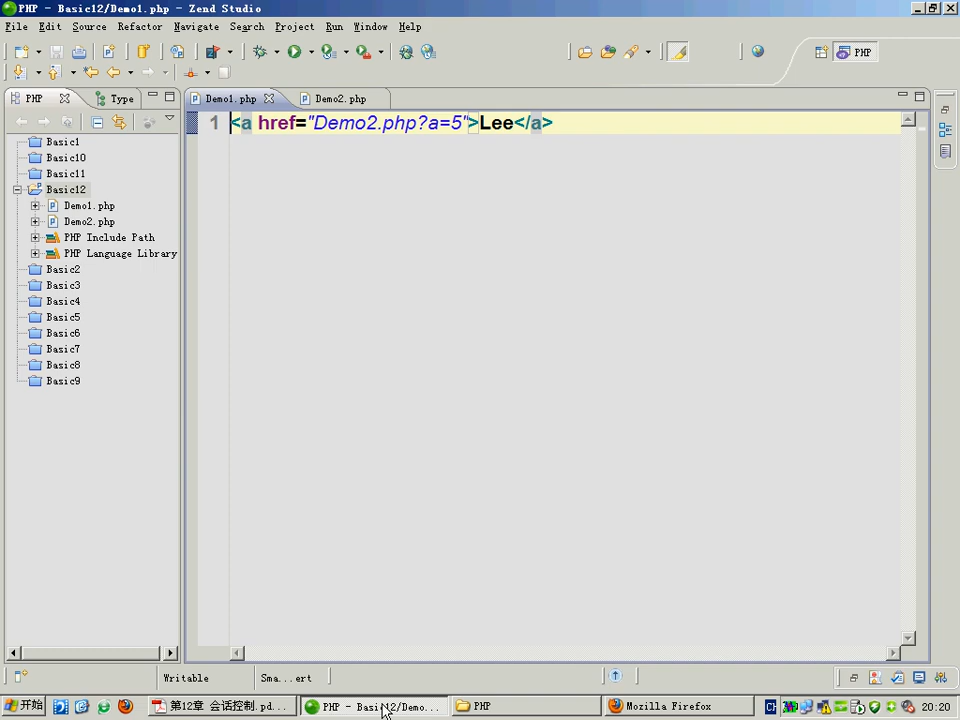 PHP - Basic12/Demo1.php - Zend Studio
File Edit Source Refactor Navigate Search Project Run Window Help
PHP
PHP Type
Demo1.php Demo2.php
1 <a href="Demo2.php?a=5">Lee</a>
Basic1
Basic10
Basic11
Basic12
Demo1.php
Demo2.php
PHP Include Path
PHP Language Library
Basic2
Basic3
Basic4
Basic5
Basic6
Basic7
Basic8
Basic9
Writable Sma...ert
开始 第12章 会话控制.pd... PHP - Basic12/Demo... PHP Mozilla Firefox CH 20:20